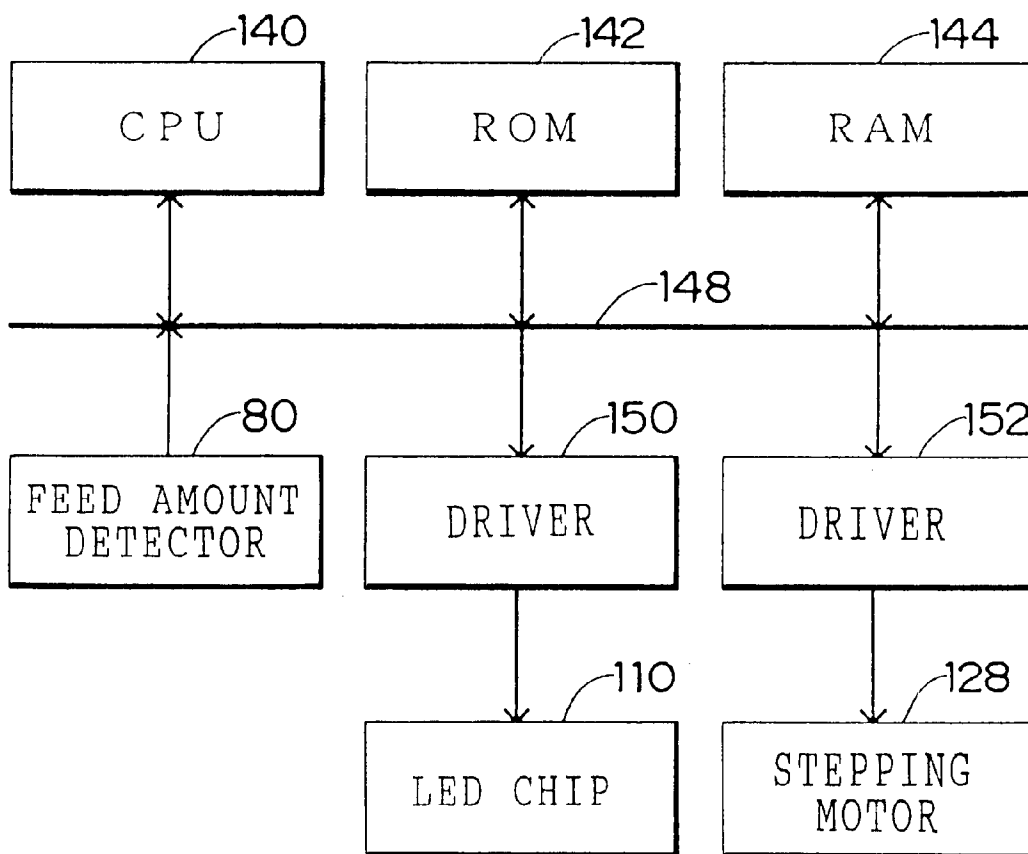 140
142
144
CPU
ROM
RAM
148
80
150
152
FEED AMOUNT
DETECTOR
DRIVER
DRIVER
110
128
LED CHIP
STEPPING
MOTOR